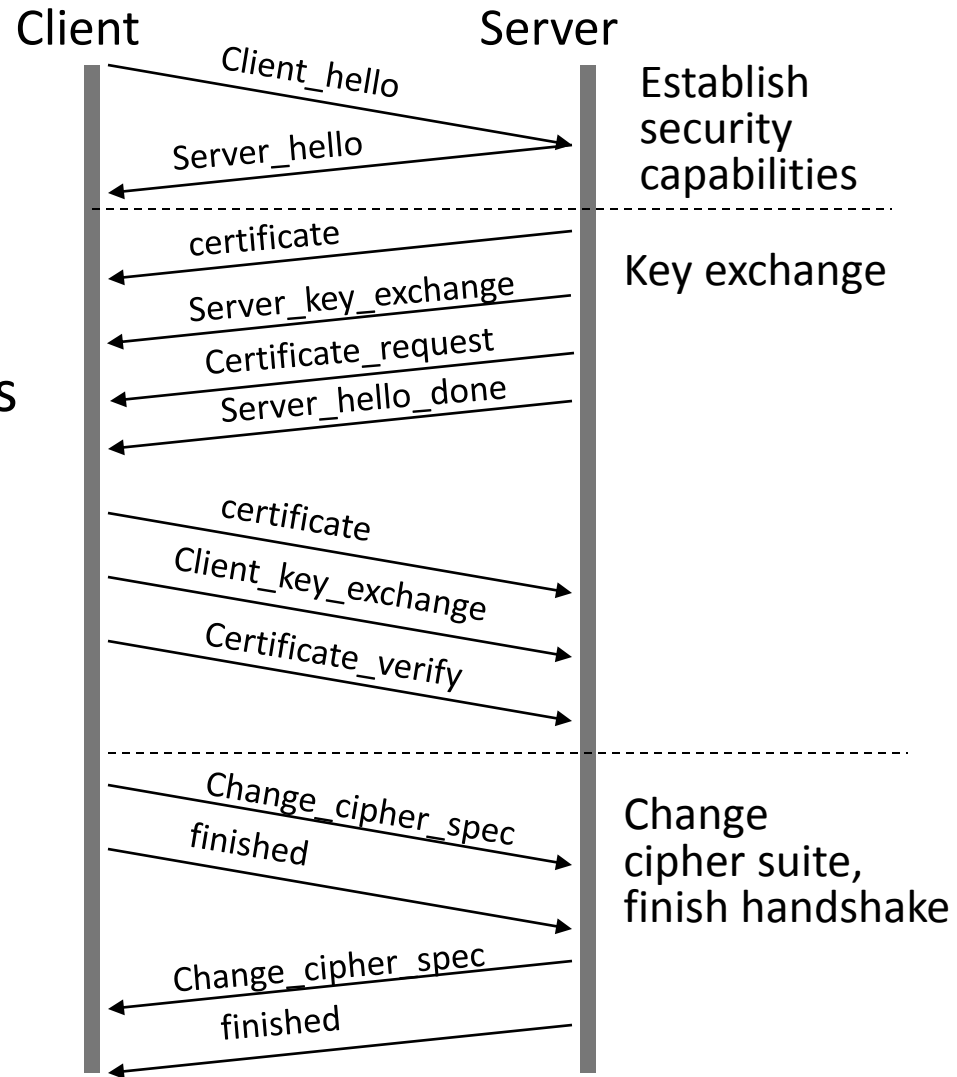 Client
Server
Client_hello
Establish
security
capabilities
Server_hello
certificate
Key exchange
Server_key_exchange
Certificate_request
s
Server_hello_done
certificate
Client_key_exchange
Certificate_verify
Change_cipher_spec
Change
cipher suite,
finish handshake
finished
Change_cipher_spec
finished